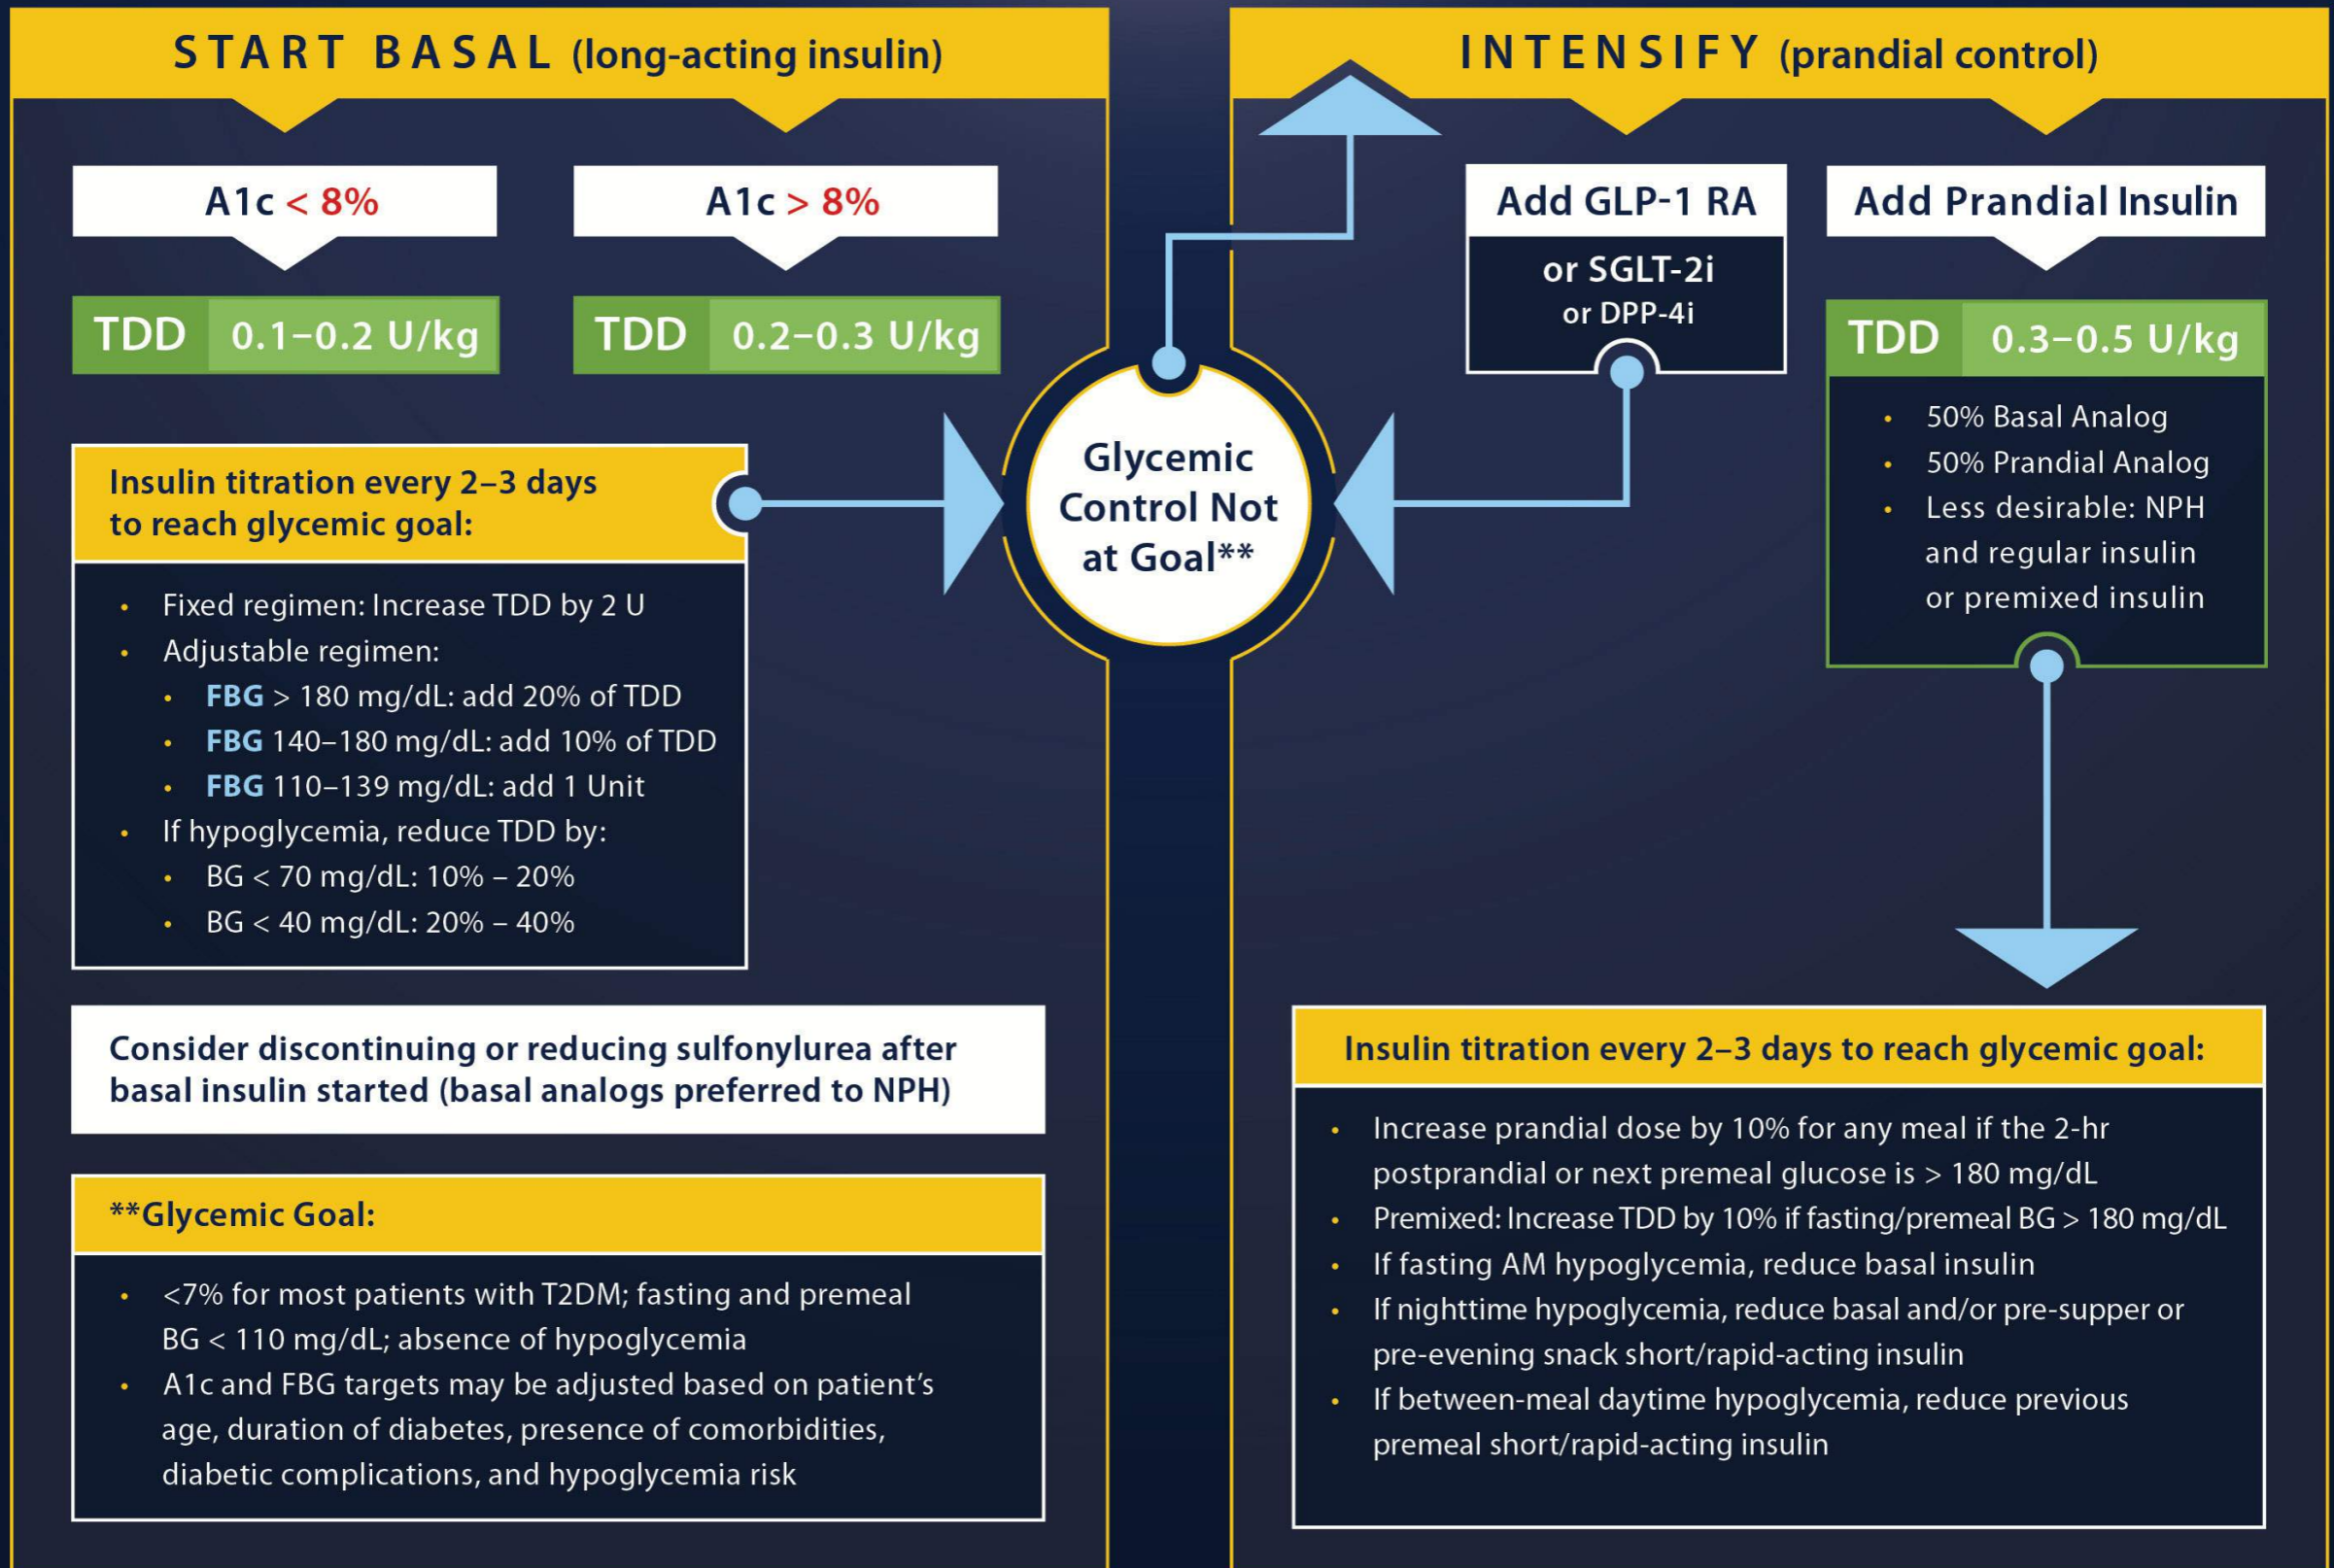 START BASAL (long-acting insulin)
A1c < 8%
A1c > 8%
TDD 0.1–0.2 U/kg
TDD 0.2–0.3 U/kg
Insulin titration every 2–3 days
to reach glycemic goal:
• Fixed regimen: Increase TDD by 2 U
• Adjustable regimen:
• FBG > 180 mg/dL: add 20% of TDD
• FBG 140–180 mg/dL: add 10% of TDD
• FBG 110–139 mg/dL: add 1 Unit
• If hypoglycemia, reduce TDD by:
• BG < 70 mg/dL: 10% – 20%
• BG < 40 mg/dL: 20% – 40%
Consider discontinuing or reducing sulfonylurea after
basal insulin started (basal analogs preferred to NPH)
**Glycemic Goal:
• <7% for most patients with T2DM; fasting and premeal
BG < 110 mg/dL; absence of hypoglycemia
• A1c and FBG targets may be adjusted based on patient’s
age, duration of diabetes, presence of comorbidities,
diabetic complications, and hypoglycemia risk
Glycemic
Control Not
at Goal**
INTENSIFY (prandial control)
Add GLP-1 RA
or SGLT-2i
or DPP-4i
Add Prandial Insulin
TDD 0.3–0.5 U/kg
• 50% Basal Analog
• 50% Prandial Analog
• Less desirable: NPH
and regular insulin
or premixed insulin
Insulin titration every 2–3 days to reach glycemic goal:
• Increase prandial dose by 10% for any meal if the 2-hr
postprandial or next premeal glucose is > 180 mg/dL
• Premixed: Increase TDD by 10% if fasting/premeal BG > 180 mg/dL
• If fasting AM hypoglycemia, reduce basal insulin
• If nighttime hypoglycemia, reduce basal and/or pre-supper or
pre-evening snack short/rapid-acting insulin
• If between-meal daytime hypoglycemia, reduce previous
premeal short/rapid-acting insulin